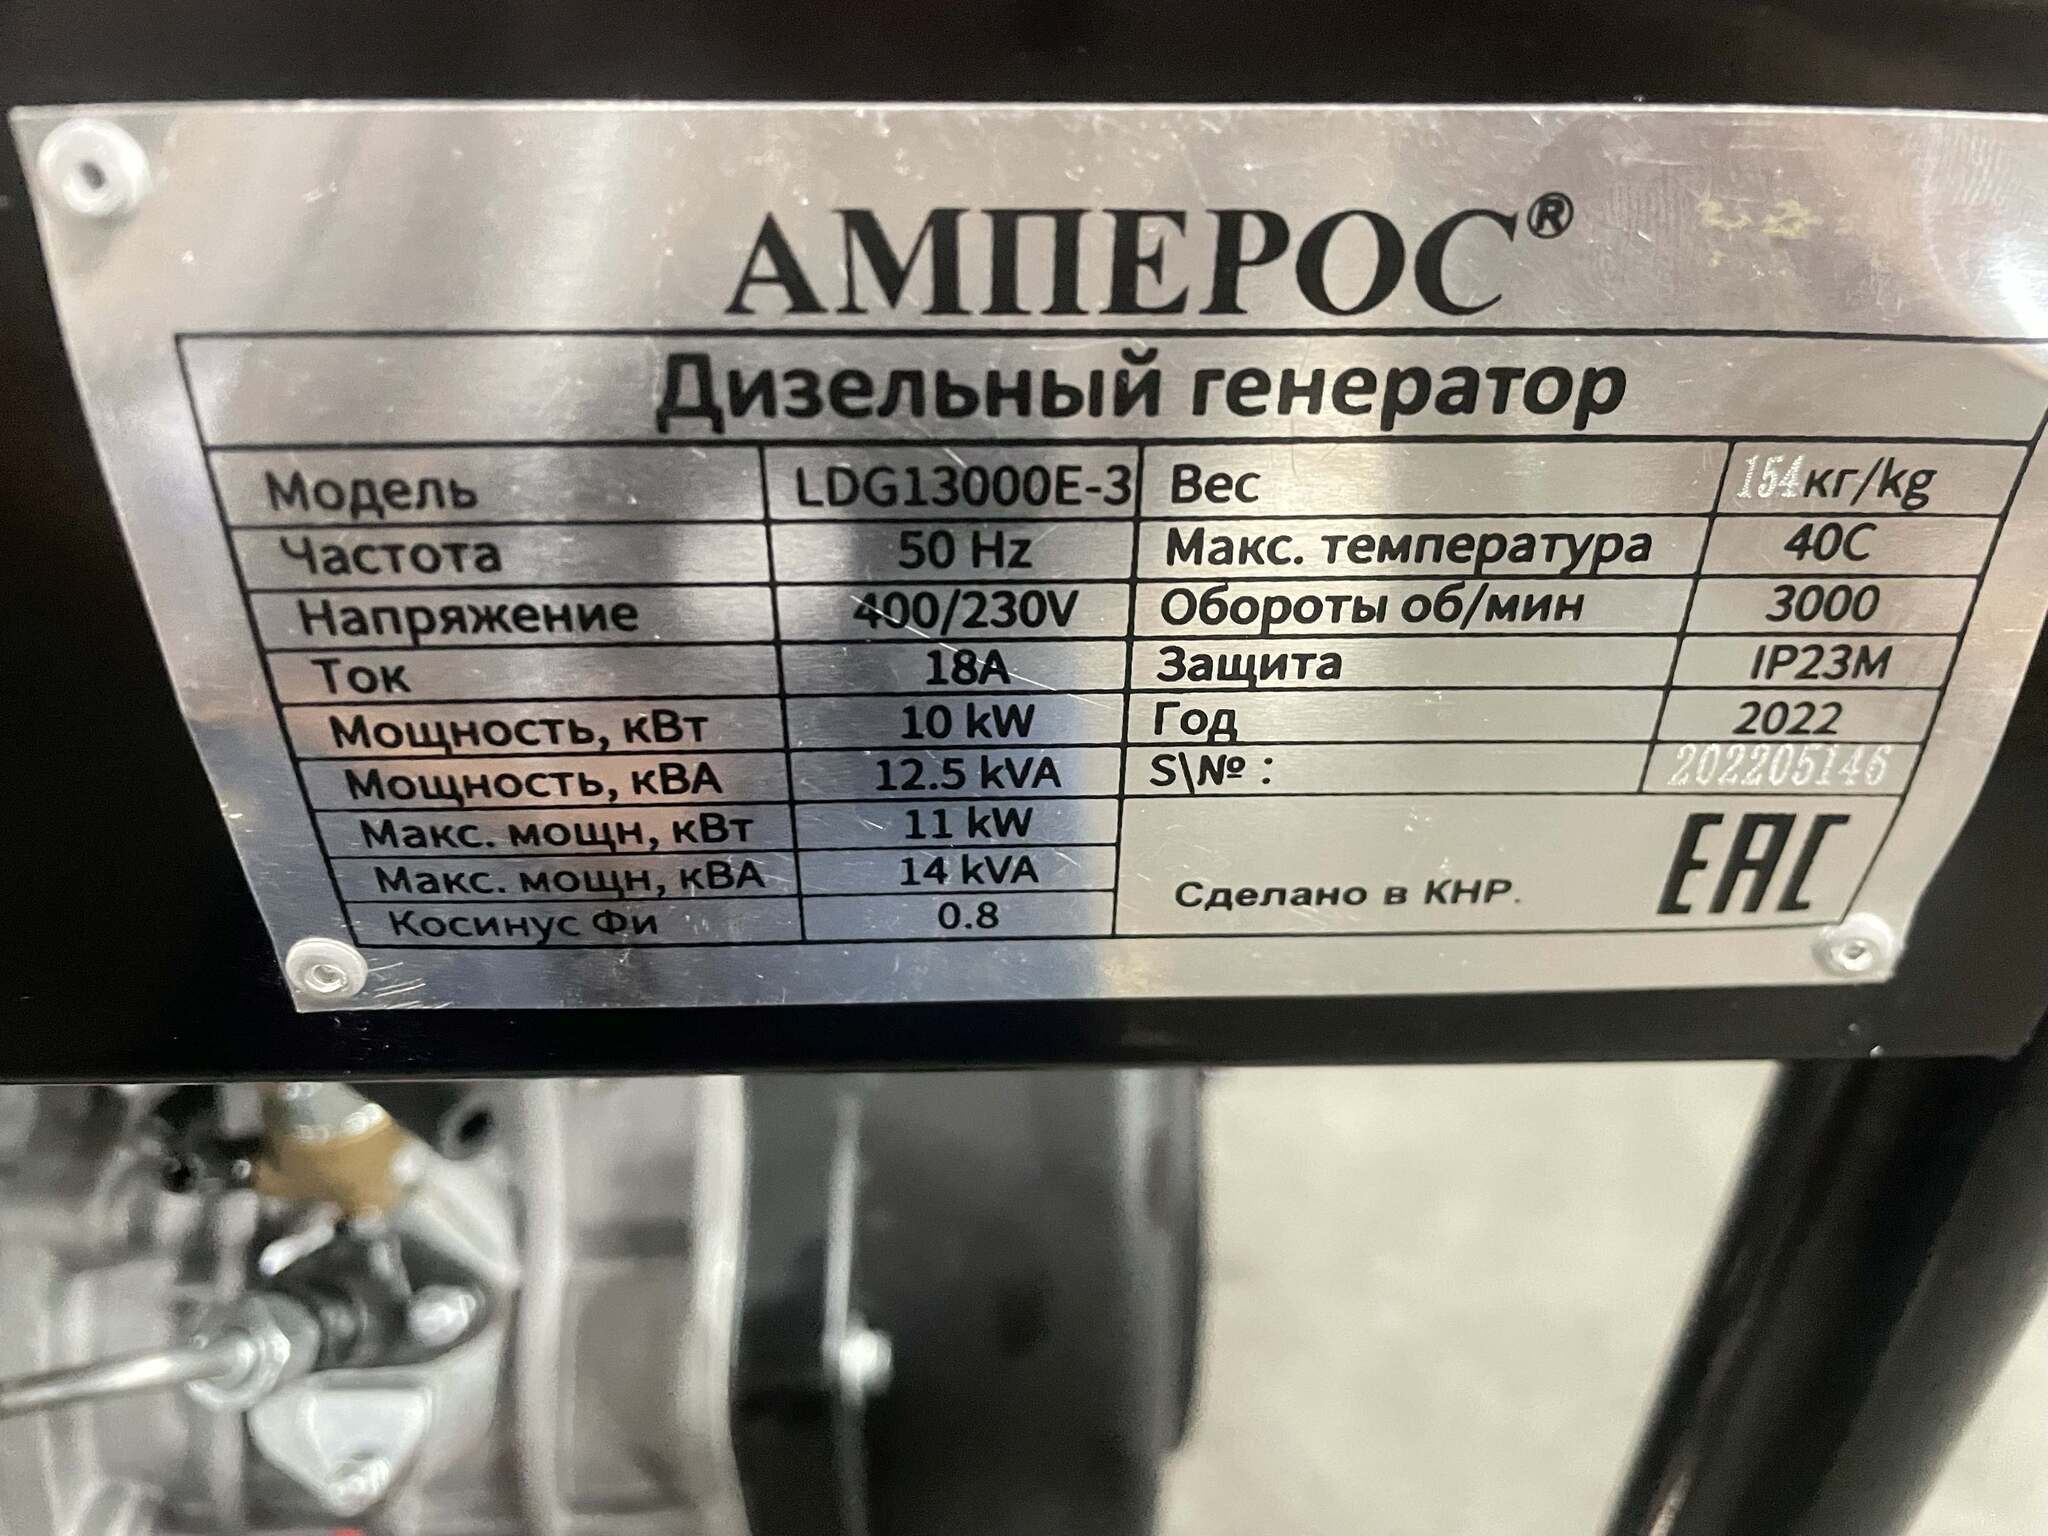 АМПЕРОС®
Дизельный генератор
Модель LDG13000E-3 Вес 154кг/kg
Частота 50 Hz Макс. температура 40C
Напряжение 400/230V Обороты об/мин 3000
Ток 18A Защита IP23M
Мощность, кВт 10 kW Год 2022
Мощность, кВА 12.5 kVA S\№ : 202205146
Макс. мощн, кВт 11 kW
Макс. мощн, кВА 14 kVA
Косинус Фи 0.8
Сделано в КНР.
EAC